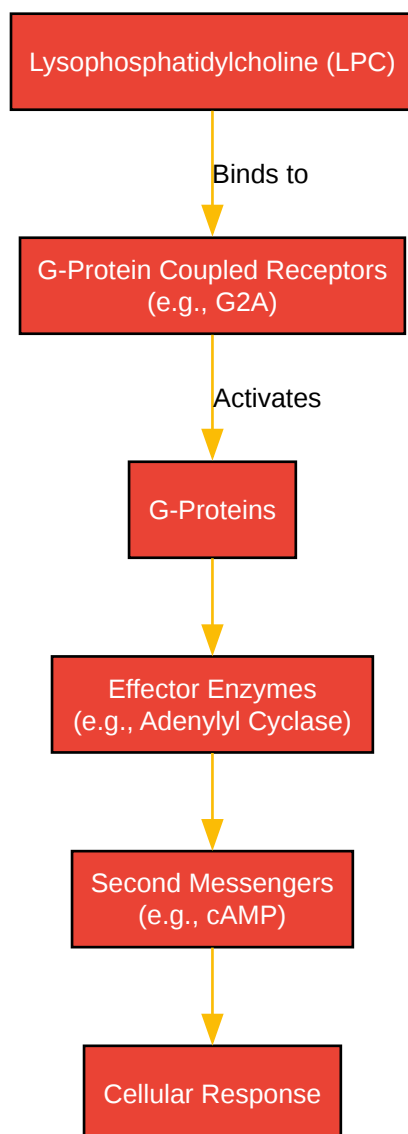 Lysophosphatidylcholine (LPC)
Binds to
G-Protein Coupled Receptors
(e.g., G2A)
Activates
G-Proteins
Effector Enzymes
(e.g., Adenylyl Cyclase)
Second Messengers
(e.g., cAMP)
Cellular Response